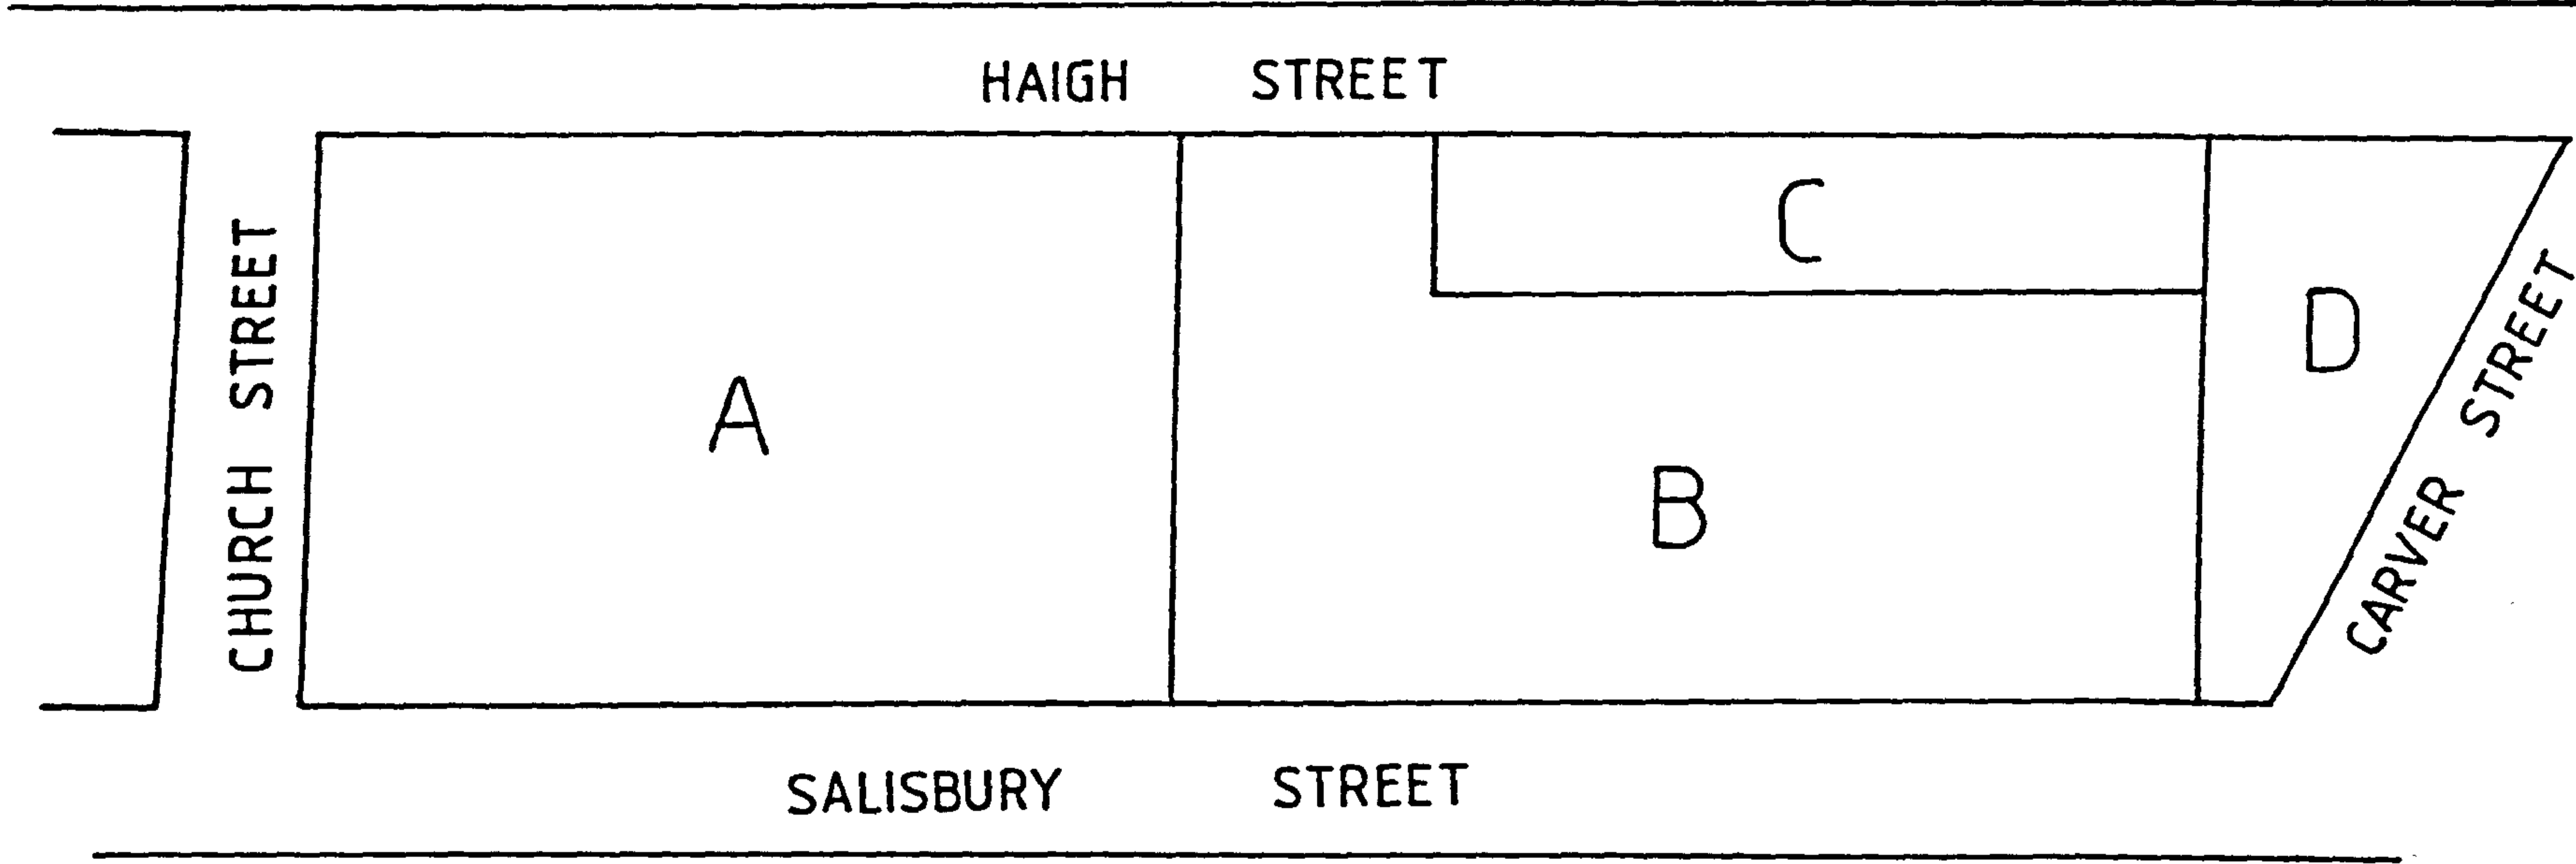 HAIGH STREET
CHURCH STREET
A
B
C
D
CARVER STREET
SALISBURY STREET